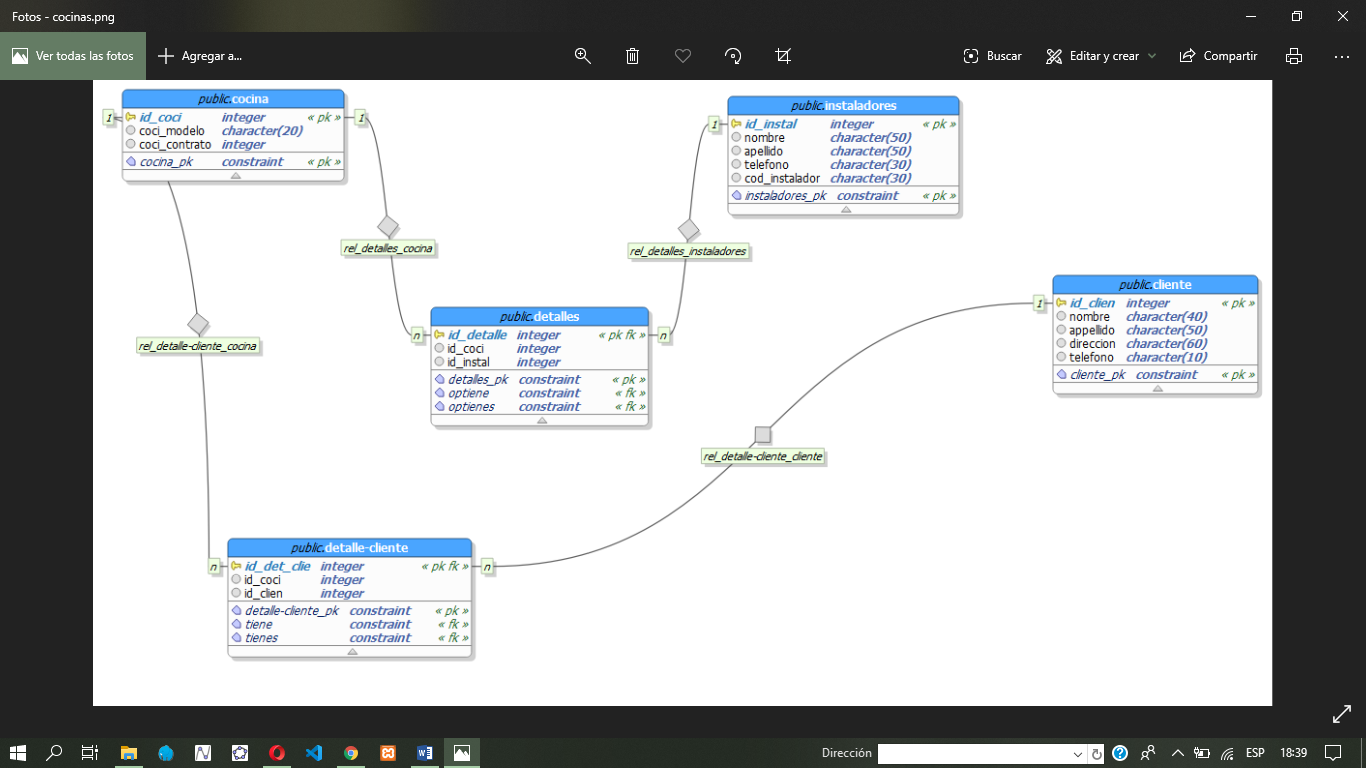 Fotos - cocinas.png
Ver todas las fotos
Agregar a...
Buscar
Editar y crear
Compartir
public.cocina
1
id_coci integer « pk »
1
coci_modelo character(20)
coci_contrato integer
cocina_pk constraint « pk »
public.instaladores
1
id_instal integer « pk »
nombre character(50)
apellido character(50)
telefono character(30)
cod_instalador character(30)
instaladores_pk constraint « pk »
rel_detalles_cocina
rel_detalles_instaladores
public.cliente
1
id_clien integer « pk »
nombre character(40)
appellido character(50)
direccion character(60)
telefono character(10)
cliente_pk constraint « pk »
public.detalles
n
id_detalle integer « pk fk »
n
id_coci integer
id_instal integer
detalles_pk constraint « pk »
optiene constraint « fk »
optienes constraint « fk »
rel_detalle-cliente_cocina
rel_detalle-cliente_cliente
public.detalle-cliente
n
id_det_clie integer « pk fk »
n
id_coci integer
id_clien integer
detalle-cliente_pk constraint « pk »
tiene constraint « fk »
tienes constraint « fk »
Dirección
ESP
18:39